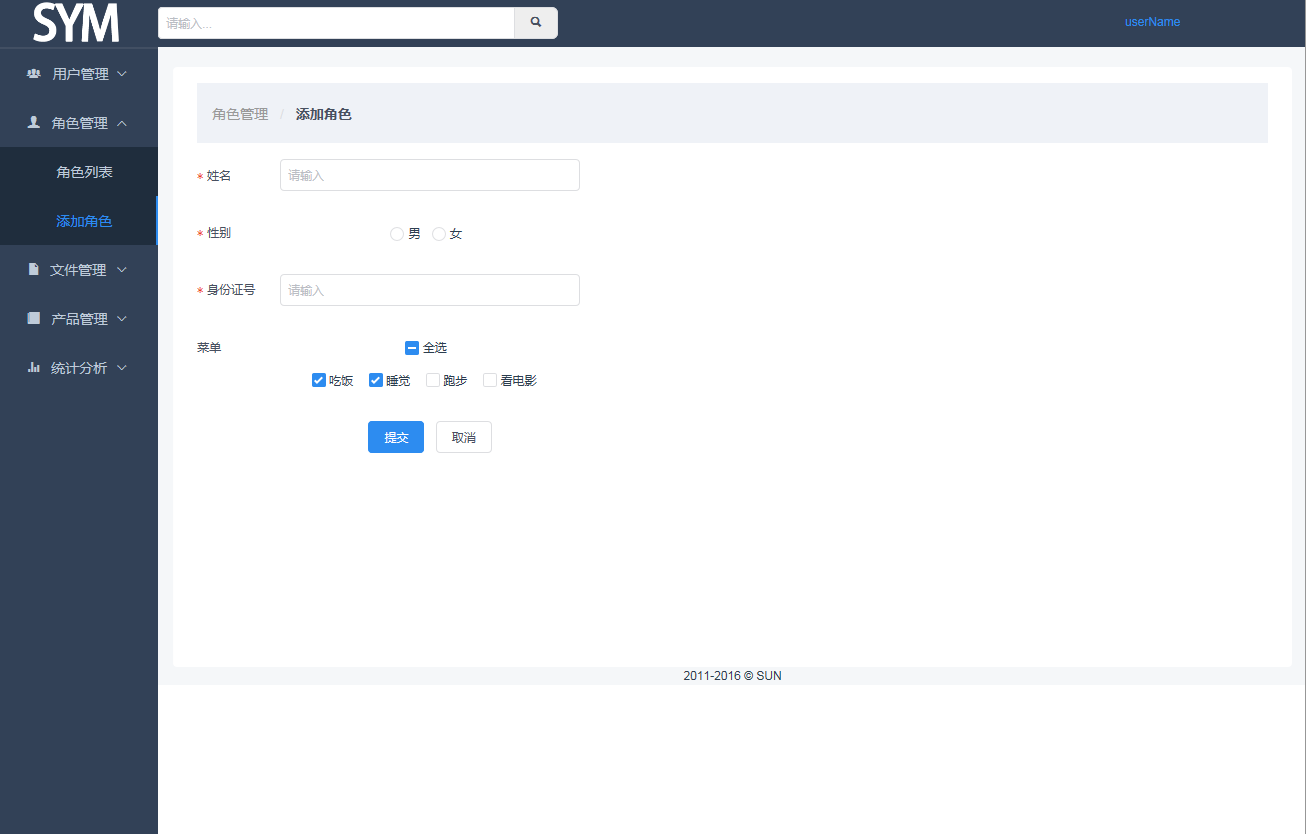 SYM
请输入...
userName
用户管理
角色管理
角色列表
添加角色
文件管理
产品管理
统计分析
角色管理 / 添加角色
* 姓名 请输入
* 性别 男 女
* 身份证号 请输入
菜单 全选
吃饭 睡觉 跑步 看电影
提交 取消
2011-2016 © SUN